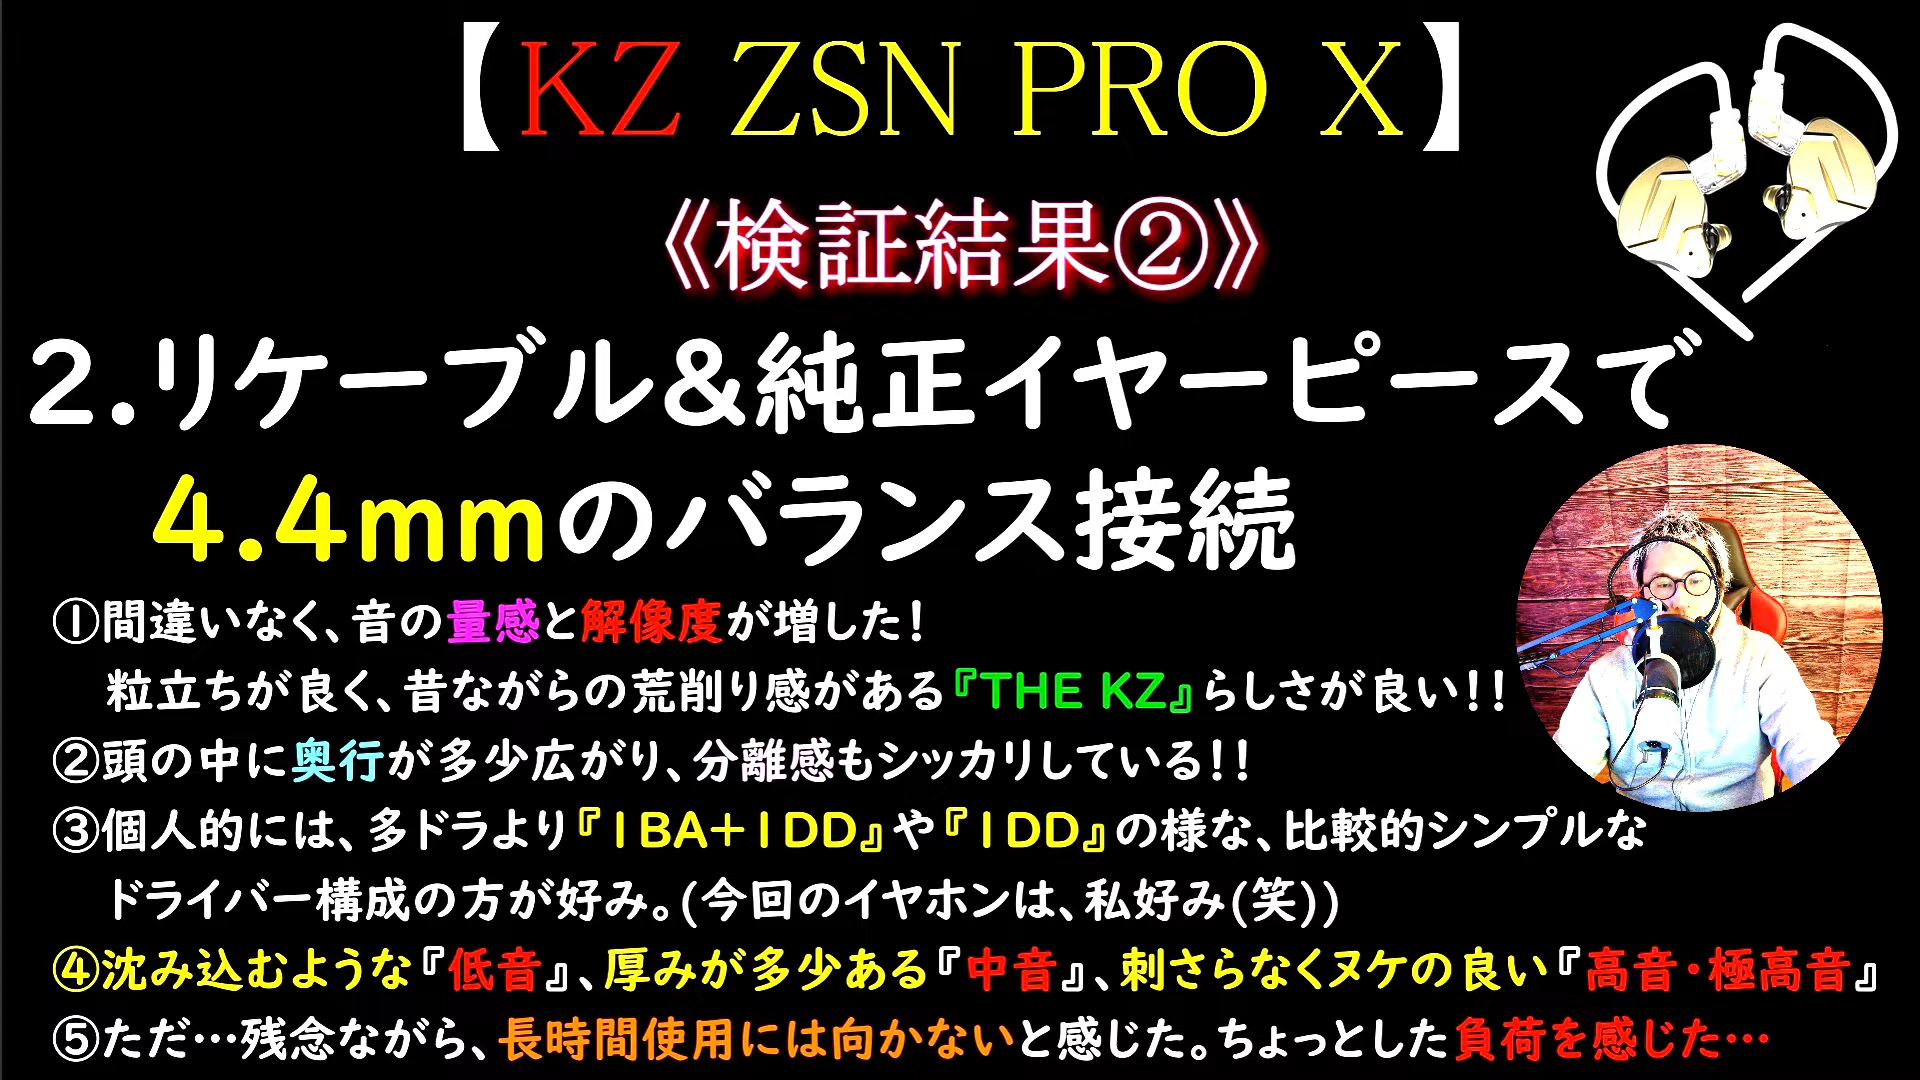 【KZ ZSN PRO X】
《検証結果②》
２.リケーブル＆純正イヤーピースで
４.４mmのバランス接続
①間違いなく、音の量感と解像度が増した！
粒立ちが良く、昔ながらの荒削り感がある『THE KZ』らしさが良い！！
②頭の中に奥行が多少広がり、分離感もシッカリしている！！
③個人的には、多ドラより『１BA＋１DD』や『１DD』の様な、比較的シンプルな
ドライバー構成の方が好み。(今回のイヤホンは、私好み(笑))
④沈み込むような『低音』、厚みが多少ある『中音』、刺さらなくヌケの良い『高音・極高音』
⑤ただ…残念ながら、長時間使用には向かないと感じた。ちょっとした負荷を感じた…